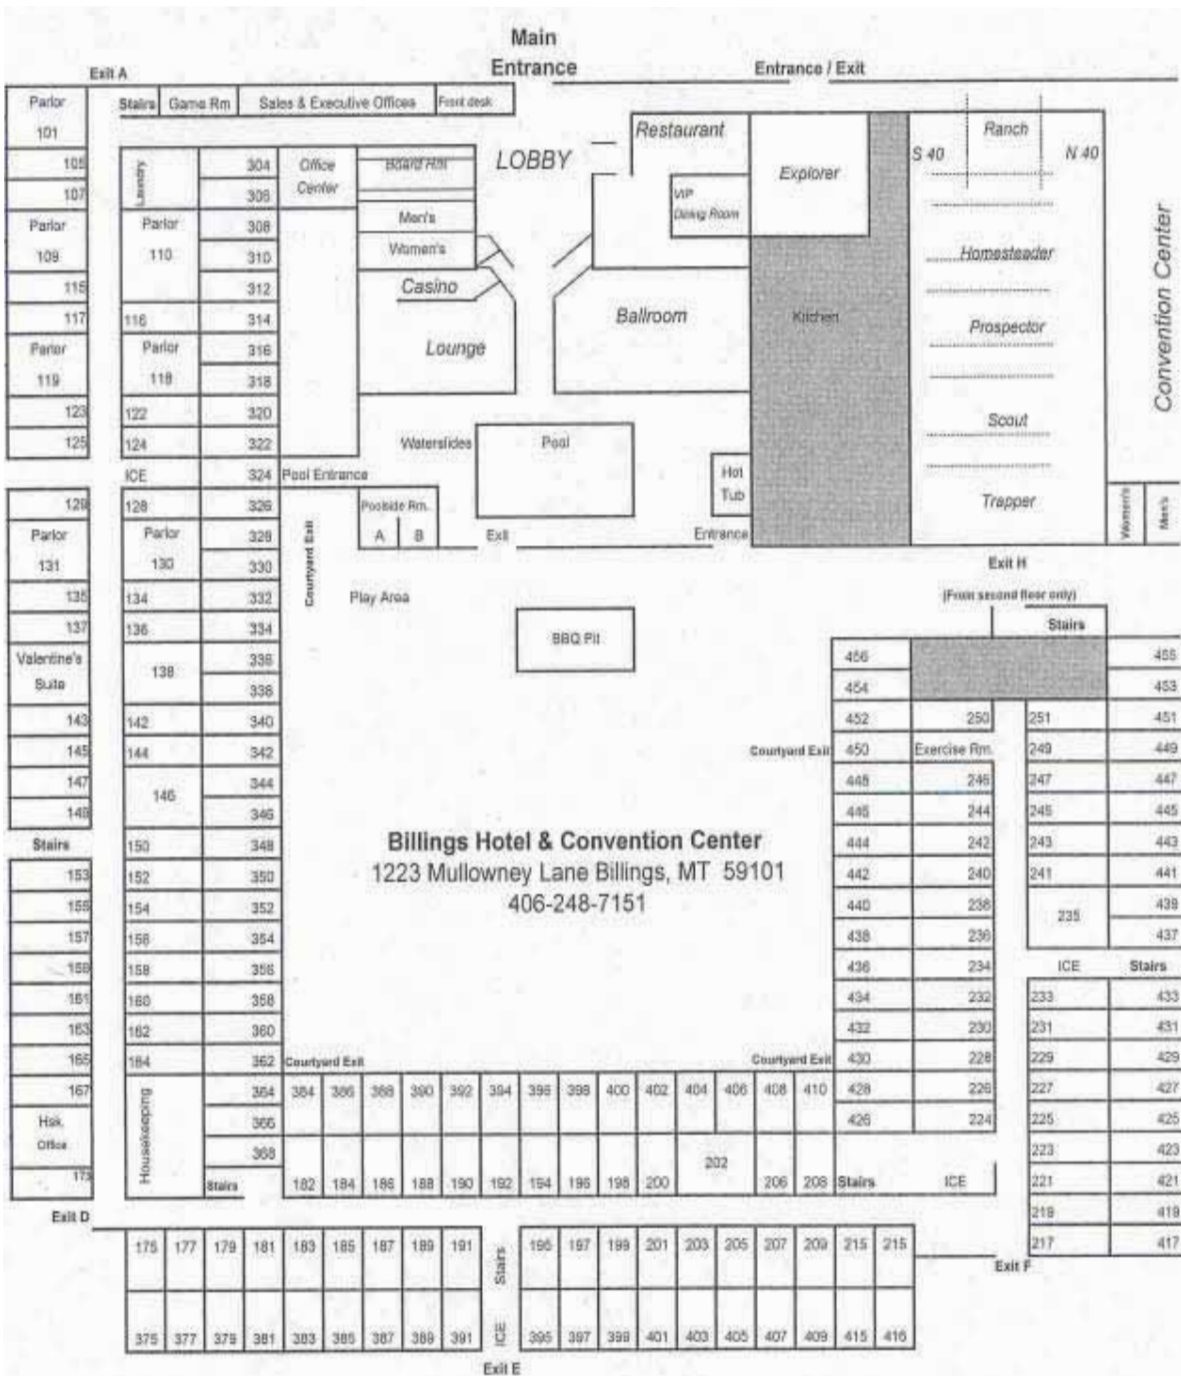 Main
Entrance
Entrance / Exit
Exit A
Parlor
101
105
107
Parlor
109
115
117
Parlor
119
123
125
129
Parlor
131
135
137
Valentine's
Suite
143
145
147
149
Stairs
153
155
157
159
161
163
165
167
Hsk.
Office
173
Exit D
Stairs
Game Rm
Sales & Executive Offices
Front desk
Laundry
Parlor
110
116
Parlor
118
122
124
ICE
128
Parlor
130
134
136
138
142
144
146
150
152
154
156
158
160
162
164
Housekeeping
304
306
308
310
312
314
316
318
320
322
324
326
328
330
332
334
336
338
340
342
344
346
348
350
352
354
356
358
360
362
364
366
368
Stairs
Office
Center
Board Rm
Men's
Women's
Casino
Lounge
LOBBY
Restaurant
VIP
Dining Room
Explorer
Ballroom
Kitchen
S 40
Ranch
N 40
Homesteader
Prospector
Scout
Trapper
Convention Center
Women's
Men's
Waterslides
Pool
Hot
Tub
Pool Entrance
Poolside Rm.
A B
Exit
Entrance
Courtyard Exit
Play Area
BBQ Pit
Exit H
(From second floor only)
Stairs
Billings Hotel & Convention Center
1223 Mullowney Lane Billings, MT 59101
406-248-7151
456
454
452
Courtyard Exit 450
448
446
444
442
440
438
436
434
432
430
428
426
250
Exercise Rm.
246
244
242
240
238
236
234
232
230
228
226
224
251
249
247
245
243
241
235
ICE
Stairs
233
231
229
227
225
223
221
219
217
455
453
451
449
447
445
443
441
439
437
433
431
429
427
425
423
421
419
417
Courtyard Exit
Courtyard Exit
384 386 388 390 392 394 396 398 400 402 404 406 408 410
182 184 186 188 190 192 194 196 198 200 202 206 208 Stairs ICE
175 177 179 181 183 185 187 189 191 Stairs 195 197 199 201 203 205 207 209 215 215
375 377 379 381 383 385 387 389 391 ICE 395 397 399 401 403 405 407 409 415 416
Exit E
Exit F